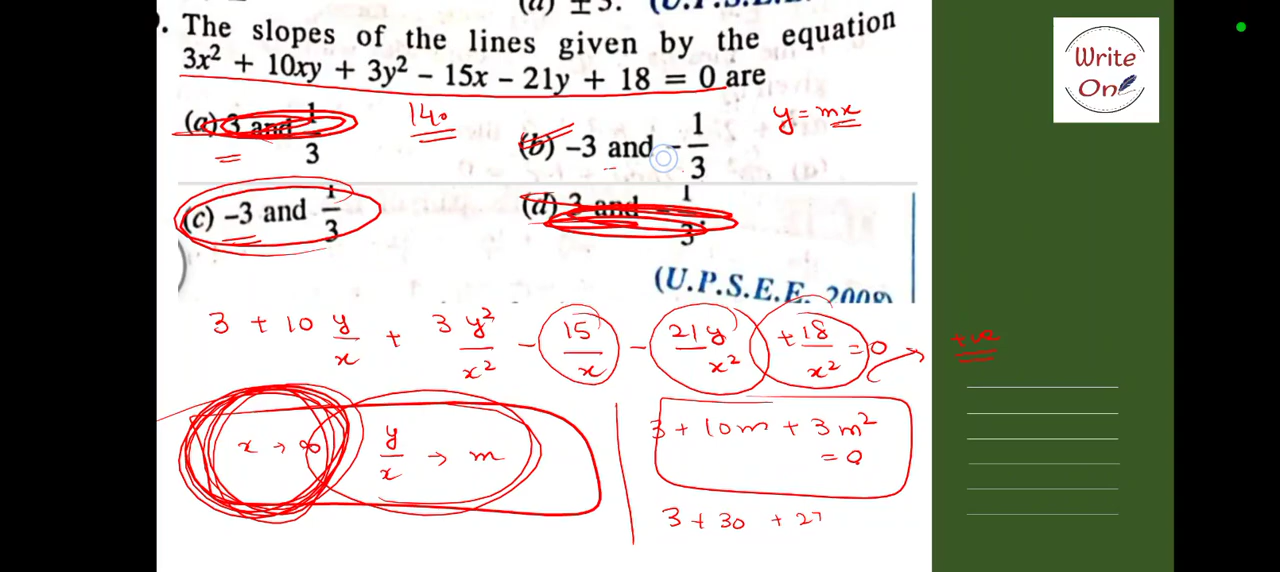 (a) ±3. (U.P.S.E.E.
. The slopes of the lines given by the equation
3x² + 10xy + 3y² − 15x − 21y + 18 = 0 are
(a) 3 and 1/3
140
(b) −3 and −1/3
y = mx
(c) −3 and 1/3
(d) 3 and −1/3.
(U.P.S.E.E. 2009)
3 + 10 y/x + 3 y²/x² − 15/x − 21y/x² + 18/x² = 0
+ve
x → ∞ y/x → m
3 + 10m + 3m²
= 0
3 + 30 + 27
Write
On